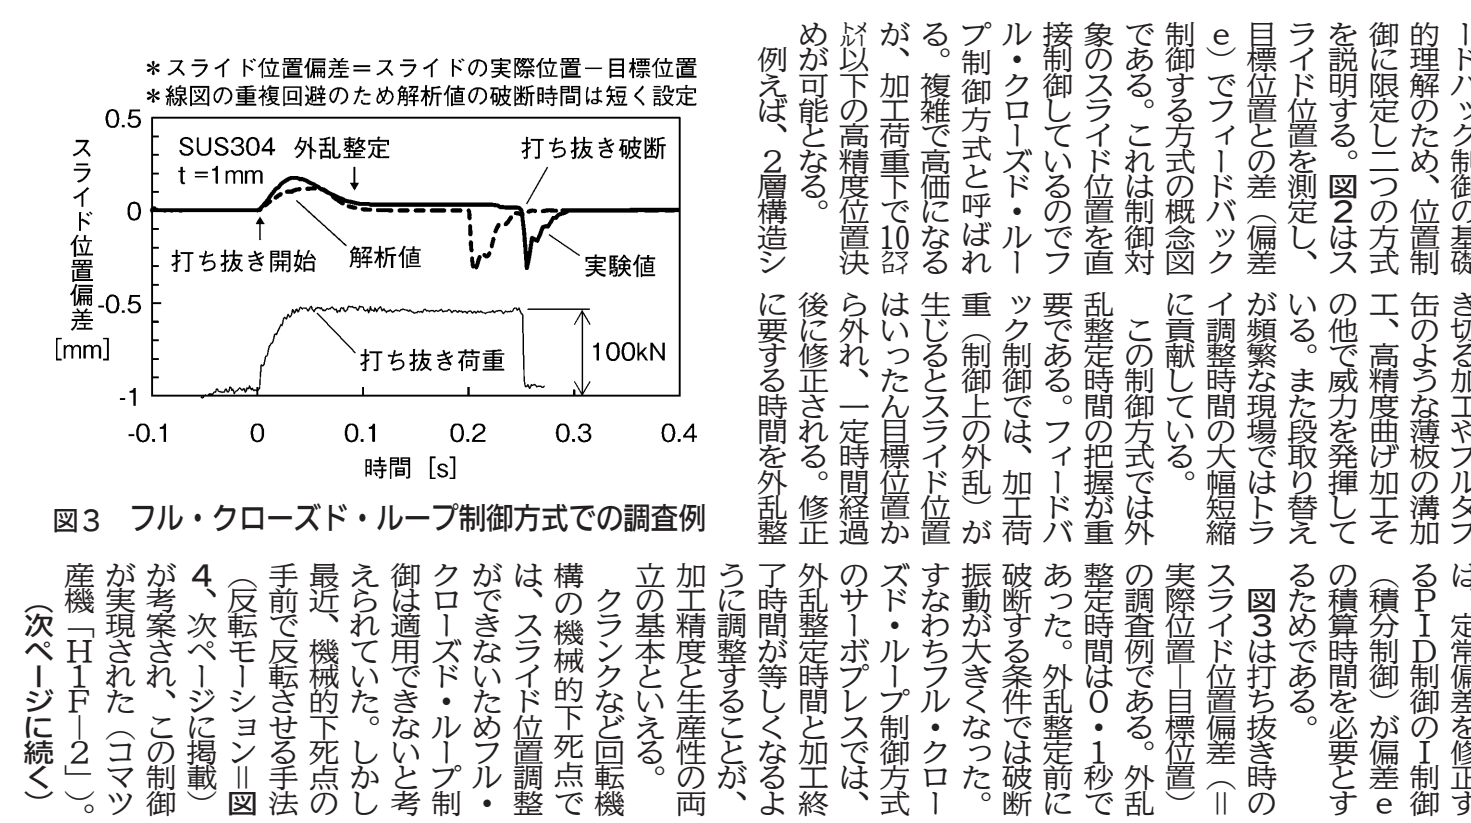 ードバック制御の基礎
的理解のため、位置制
御に限定し二つの方式
を説明する。図2はス
ライド位置を測定し、
目標位置との差（偏差
e）でフィードバック
制御する方式の概念図
である。これは制御対
象のスライド位置を直
接制御しているのでフ
ル・クローズド・ルー
プ制御方式と呼ばれ
る。複雑で高価になる
が、加工荷重下で10㍃
㍍以下の高精度位置決
めが可能となる。
例えば、2層構造シ
き切る加工やプルタブ
缶のような薄板の溝加
工、高精度曲げ加工そ
の他で威力を発揮して
いる。また段取り替え
が頻繁な現場ではトラ
イ調整時間の大幅短縮
に貢献している。
この制御方式では外
乱整定時間の把握が重
要である。フィードバ
ック制御では、加工荷
重（制御上の外乱）が
生じるとスライド位置
はいったん目標位置か
ら外れ、一定時間経過
後に修正される。修正
に要する時間を外乱整
は、定常偏差を修正す
るPID制御のI制御
（積分制御）が偏差e
の積算時間を必要とす
るためである。
図3は打ち抜き時の
スライド位置偏差（＝
実際位置―目標位置）
の調査例である。外乱
整定時間は0・1秒で
あった。外乱整定前に
破断する条件では破断
振動が大きくなった。
すなわちフル・クロー
ズド・ループ制御方式
のサーボプレスでは、
外乱整定時間と加工終
了時間が等しくなるよ
うに調整することが、
加工精度と生産性の両
立の基本といえる。
クランクなど回転機
構の機械的下死点で
は、スライド位置調整
ができないためフル・
クローズド・ループ制
御は適用できないと考
えられていた。しかし
最近、機械的下死点の
手前で反転させる手法
（反転モーション＝図
4、次ページに掲載）
が考案され、この制御
が実現された（コマツ
産機「H1F―2」）。
（次ページに続く）
＊スライド位置偏差＝スライドの実際位置－目標位置
＊線図の重複回避のため解析値の破断時間は短く設定
スライド位置偏差
[mm]
0.5
0
-0.5
-1
SUS304
t =1mm
外乱整定
打ち抜き破断
打ち抜き開始
解析値
実験値
打ち抜き荷重
100kN
-0.1 0 0.1 0.2 0.3 0.4
時間 [s]
図3 フル・クローズド・ループ制御方式での調査例